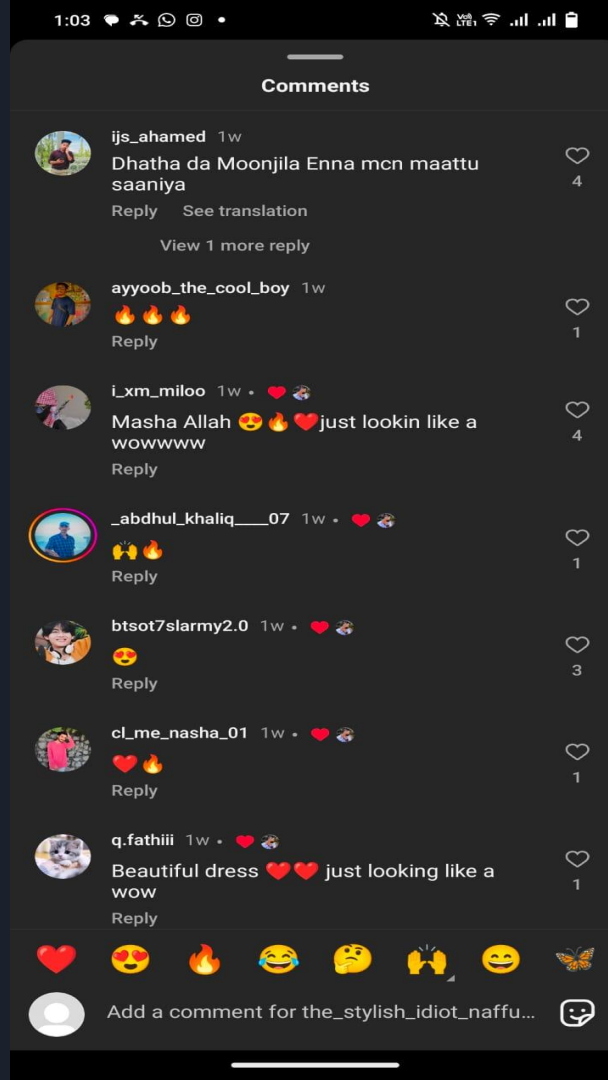 1:03
Vo) LTE1
Comments
ijs_ahamed 1w
Dhatha da Moonjila Enna mcn maattu
saaniya
4
Reply See translation
View 1 more reply
ayyoob_the_cool_boy 1w
🔥🔥🔥
1
Reply
i_xm_miloo 1w • ❤️
Masha Allah 😍🔥❤️just lookin like a
wowwww
4
Reply
_abdhul_khaliq____07 1w • ❤️
🙌🔥
1
Reply
btsot7slarmy2.0 1w • ❤️
😍
3
Reply
cl_me_nasha_01 1w • ❤️
❤️🔥
1
Reply
q.fathiii 1w • ❤️
Beautiful dress ❤️❤️ just looking like a
wow
1
Reply
❤️ 😍 🔥 😂 🤔 🙌 😄 🦋
Add a comment for the_stylish_idiot_naffu...